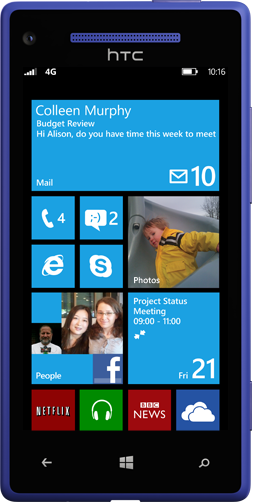 hTC
4G 10:16
Colleen Murphy
Budget Review
Hi Alison, do you have time this week to meet
Mail 10
4 2
Photos
Project Status
Meeting
09:00 - 11:00
People f Fri 21
NETFLIX BBC
NEWS